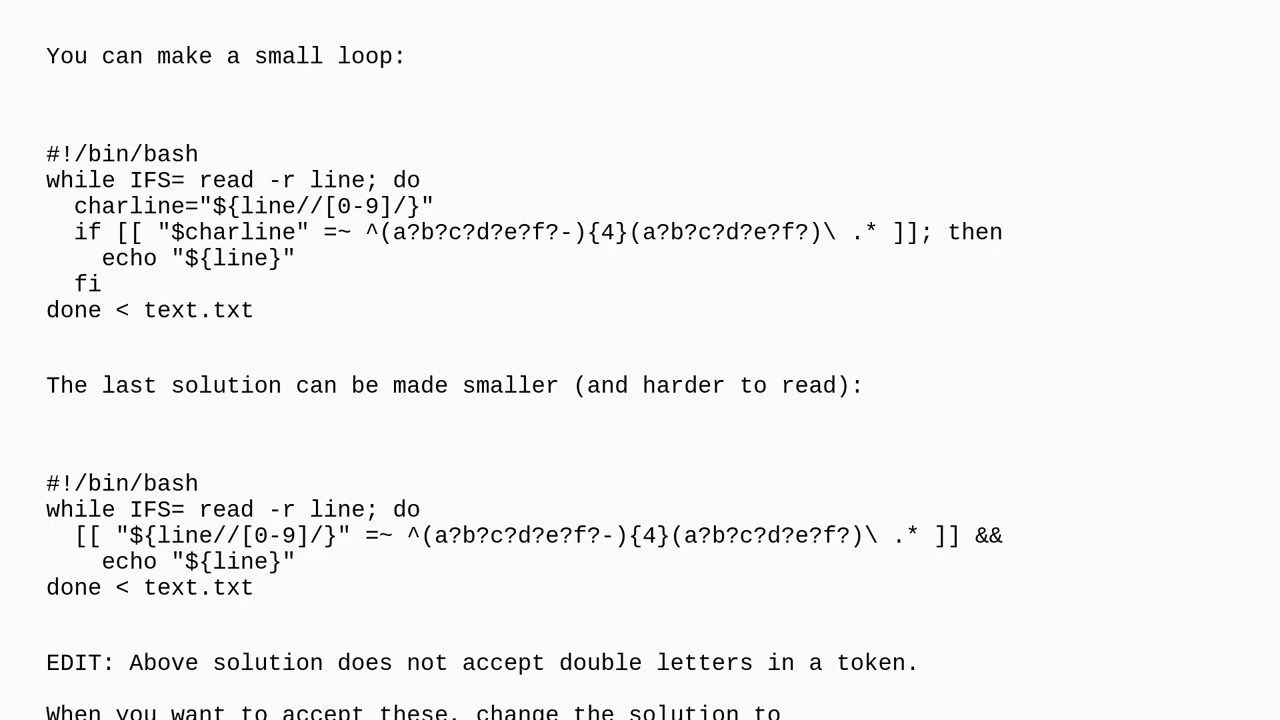 You can make a small loop:
#!/bin/bash
while IFS= read -r line; do
  charline="${line//[0-9]/}"
  if [[ "$charline" =~ ^(a?b?c?d?e?f?-){4}(a?b?c?d?e?f?)\ .* ]]; then
    echo "${line}"
  fi
done < text.txt
The last solution can be made smaller (and harder to read):
#!/bin/bash
while IFS= read -r line; do
  [[ "${line//[0-9]/}" =~ ^(a?b?c?d?e?f?-){4}(a?b?c?d?e?f?)\ .* ]] &&
    echo "${line}"
done < text.txt
EDIT: Above solution does not accept double letters in a token.
When you want to accept these, change the solution to